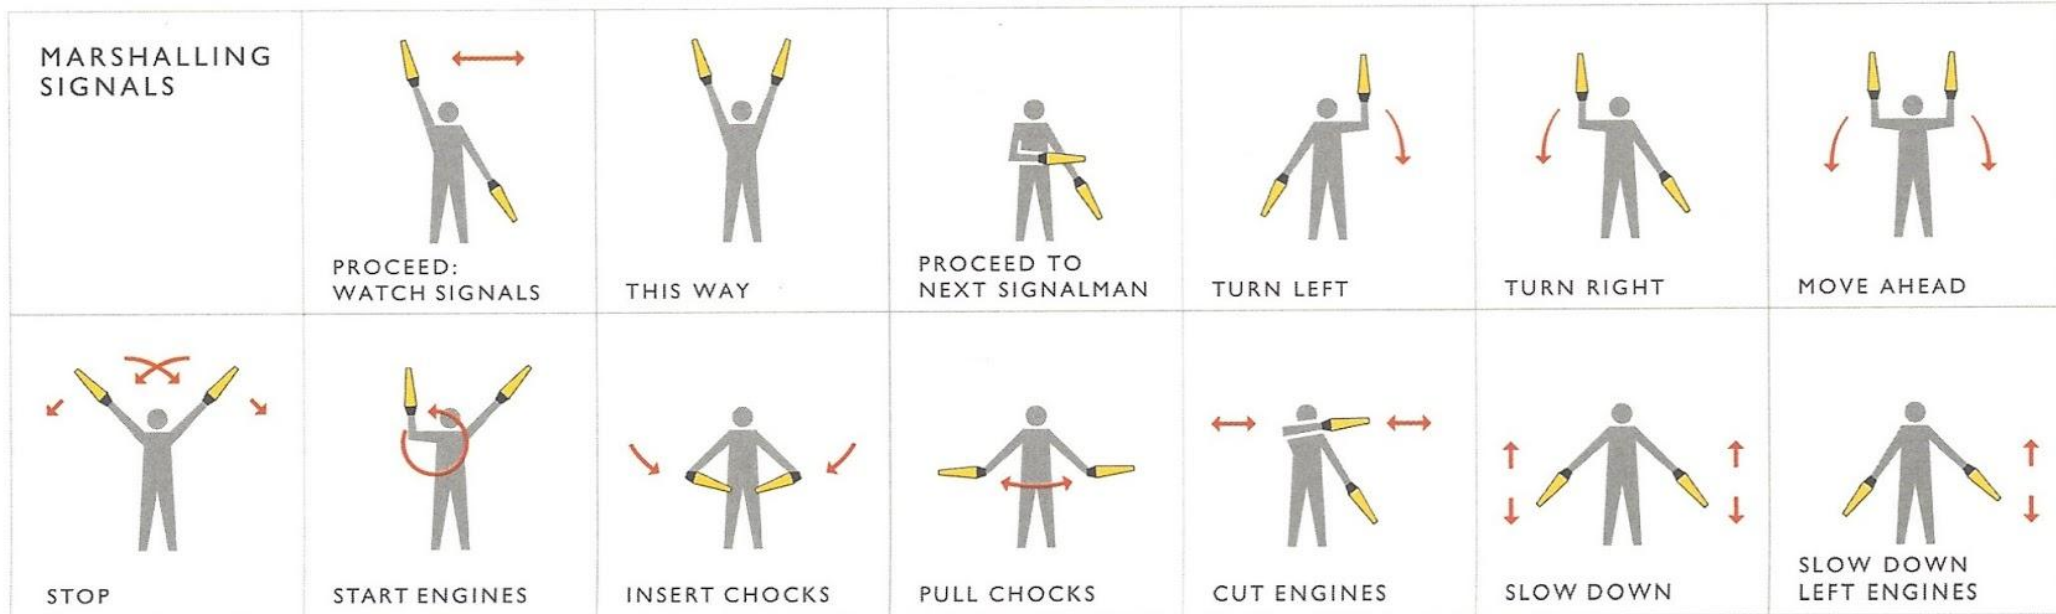 MARSHALLING
SIGNALS
PROCEED:
WATCH SIGNALS
THIS WAY
PROCEED TO
NEXT SIGNALMAN
TURN LEFT
TURN RIGHT
MOVE AHEAD
STOP
START ENGINES
INSERT CHOCKS
PULL CHOCKS
CUT ENGINES
SLOW DOWN
SLOW DOWN
LEFT ENGINES